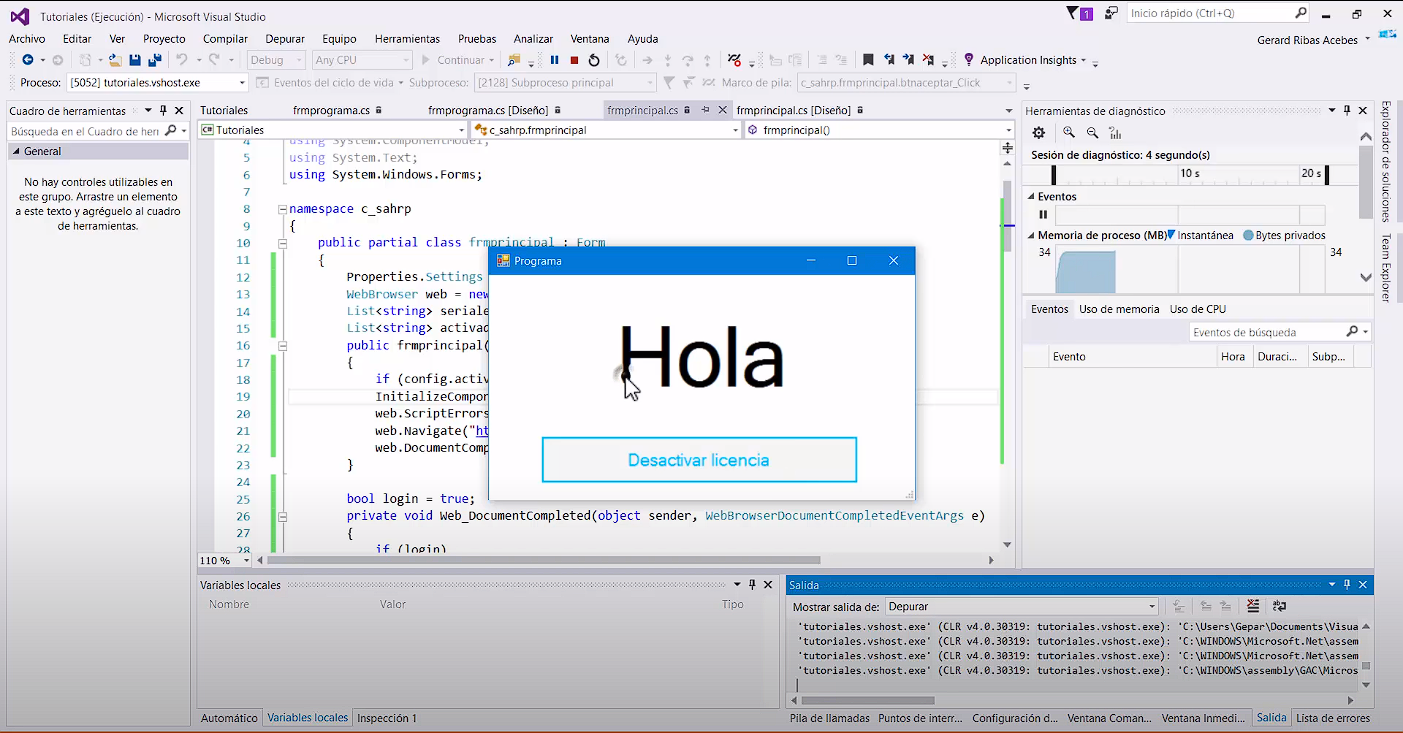 Tutoriales (Ejecución) - Microsoft Visual Studio
1
Inicio rápido (Ctrl+Q)
Archivo Editar Ver Proyecto Compilar Depurar Equipo Herramientas Pruebas Analizar Ventana Ayuda
Gerard Ribas Acebes
Debug Any CPU Continuar Application Insights
Proceso: [5052] tutoriales.vshost.exe Eventos del ciclo de vida Subproceso: [2128] Subproceso principal Marco de pila: c_sahrp.frmprincipal.btnaceptar_Click
Cuadro de herramientas
Búsqueda en el Cuadro de herr
General
No hay controles utilizables en
este grupo. Arrastre un elemento
a este texto y agréguelo al cuadro
de herramientas.
Tutoriales frmprograma.cs frmprograma.cs [Diseño] frmprincipal.cs frmprincipal.cs [Diseño]
C# Tutoriales c_sahrp.frmprincipal frmprincipal()
4 using System.ComponentModel;
5 using System.Text;
6 using System.Windows.Forms;
7
8 namespace c_sahrp
9 {
10 public partial class frmprincipal : Form
11 {
12 Properties.Settings
13 WebBrowser web = new
14 List<string> seriale
15 List<string> activad
16 public frmprincipal(
17 {
18 if (config.activ
19 InitializeCompon
20 web.ScriptErrors
21 web.Navigate("ht
22 web.DocumentComp
23 }
24
25 bool login = true;
26 private void Web_DocumentCompleted(object sender, WebBrowserDocumentCompletedEventArgs e)
27 {
28 if (login)
110 %
Programa
Hola
Desactivar licencia
Herramientas de diagnóstico
Sesión de diagnóstico: 4 segundo(s)
10 s 20 s
Eventos
Memoria de proceso (MB) Instantánea Bytes privados
34 34
Eventos Uso de memoria Uso de CPU
Eventos de búsqueda
Evento Hora Duraci... Subp...
Explorador de soluciones
Team Explorer
Variables locales
Nombre Valor Tipo
Automático Variables locales Inspección 1
Salida
Mostrar salida de: Depurar
'tutoriales.vshost.exe' (CLR v4.0.30319: tutoriales.vshost.exe): 'C:\Users\Gepar\Documents\Visua
'tutoriales.vshost.exe' (CLR v4.0.30319: tutoriales.vshost.exe): 'C:\WINDOWS\Microsoft.Net\assem
'tutoriales.vshost.exe' (CLR v4.0.30319: tutoriales.vshost.exe): 'C:\WINDOWS\Microsoft.Net\assem
'tutoriales.vshost.exe' (CLR v4.0.30319: tutoriales.vshost.exe): 'C:\WINDOWS\assembly\GAC\Micros
Pila de llamadas Puntos de interr... Configuración d... Ventana Coman... Ventana Inmedi... Salida Lista de errores